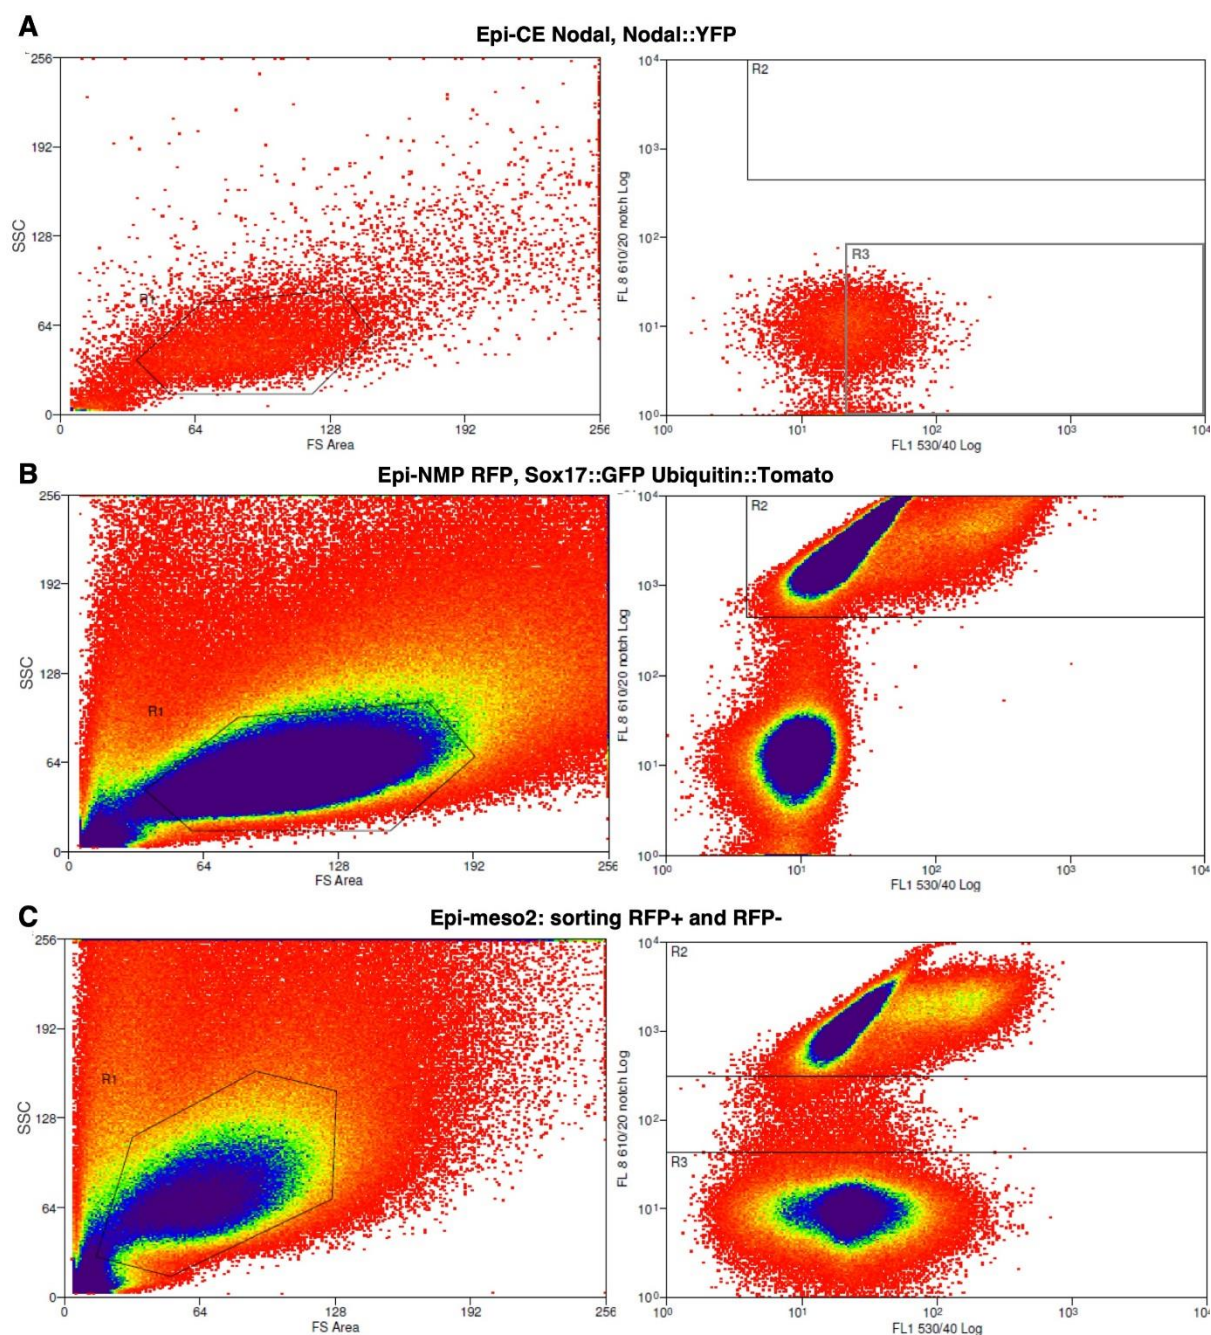 A
Epi-CE Nodal, Nodal::YFP
256
192
128
64
0
SSC
R1
0 64 128 192 256
FS Area
10⁴
10³
10²
10¹
10⁰
FL 8 610/20 notch Log
R2
R3
10⁰ 10¹ 10² 10³ 10⁴
FL1 530/40 Log
B
Epi-NMP RFP, Sox17::GFP Ubiquitin::Tomato
256
192
128
64
0
SSC
R1
0 64 128 192 256
FS Area
10⁴
10³
10²
10¹
10⁰
FL 8 610/20 notch Log
R2
10⁰ 10¹ 10² 10³ 10⁴
FL1 530/40 Log
C
Epi-meso2: sorting RFP+ and RFP-
256
192
128
64
0
SSC
R1
0 64 128 192 256
FS Area
10⁴
10³
10²
10¹
10⁰
FL 8 610/20 notch Log
R2
R3
10⁰ 10¹ 10² 10³ 10⁴
FL1 530/40 Log